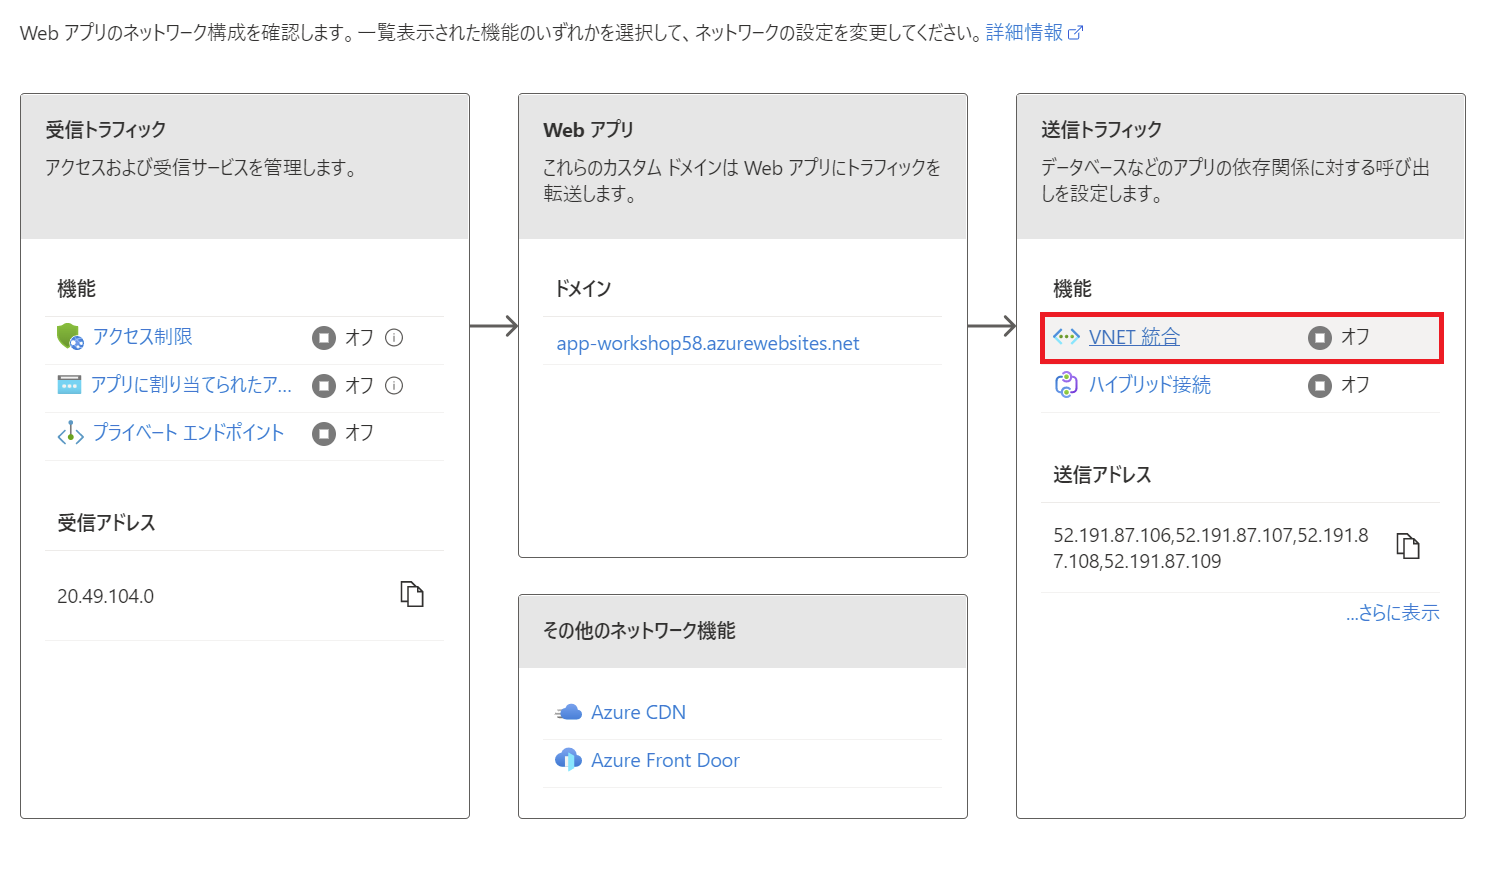 Web アプリのネットワーク構成を確認します。一覧表示された機能のいずれかを選択して、ネットワークの設定を変更してください。詳細情報
受信トラフィック
アクセスおよび受信サービスを管理します。
機能
アクセス制限 オフ
アプリに割り当てられたア... オフ
プライベート エンドポイント オフ
受信アドレス
20.49.104.0
Web アプリ
これらのカスタム ドメインは Web アプリにトラフィックを
転送します。
ドメイン
app-workshop58.azurewebsites.net
その他のネットワーク機能
Azure CDN
Azure Front Door
送信トラフィック
データベースなどのアプリの依存関係に対する呼び出
しを設定します。
機能
VNET 統合 オフ
ハイブリッド接続 オフ
送信アドレス
52.191.87.106,52.191.87.107,52.191.8
7.108,52.191.87.109
...さらに表示